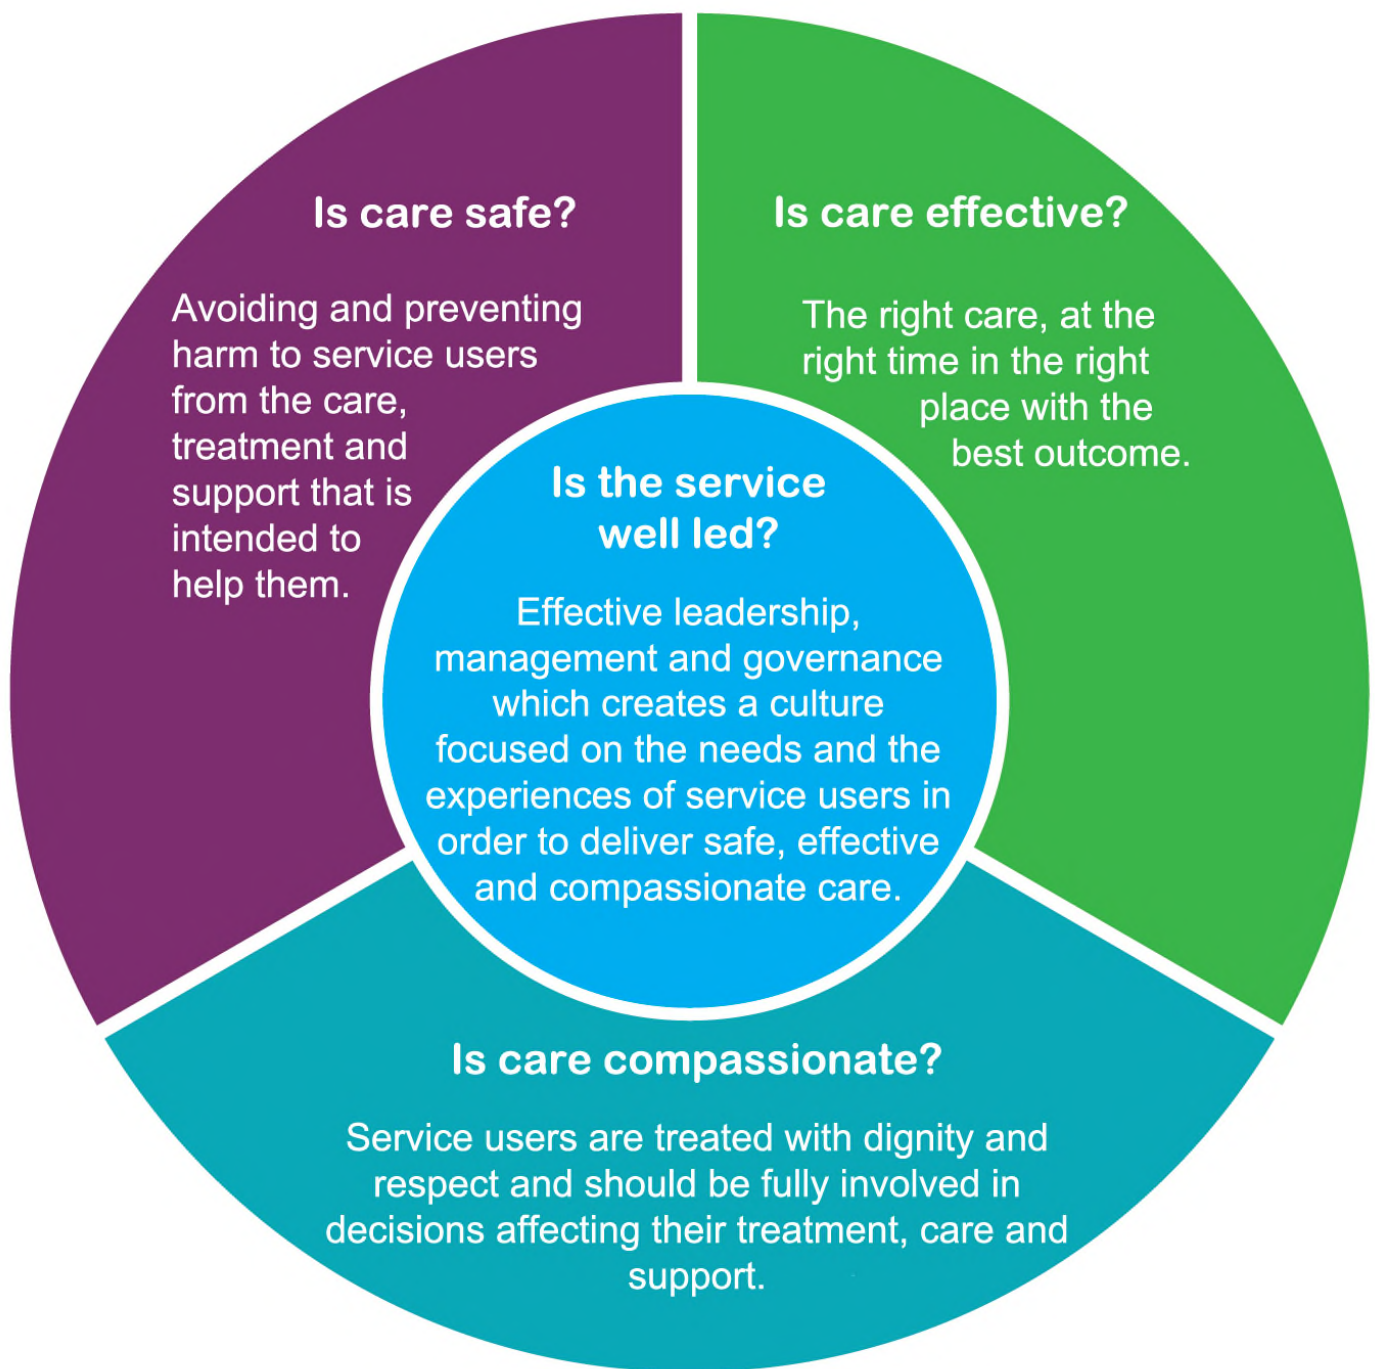 Is care safe?
Avoiding and preventing
harm to service users
from the care,
treatment and
support that is
intended to
help them.
Is care effective?
The right care, at the
right time in the right
place with the
best outcome.
Is the service
well led?
Effective leadership,
management and governance
which creates a culture
focused on the needs and the
experiences of service users in
order to deliver safe, effective
and compassionate care.
Is care compassionate?
Service users are treated with dignity and
respect and should be fully involved in
decisions affecting their treatment, care and
support.